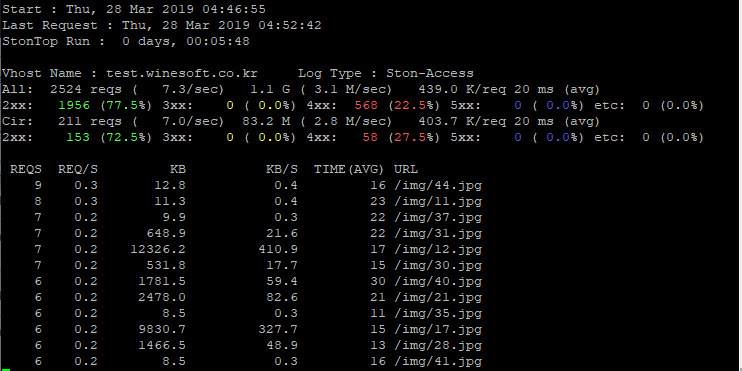 Start : Thu, 28 Mar 2019 04:46:55
Last Request : Thu, 28 Mar 2019 04:52:42
StonTop Run :  0 days, 00:05:48

Vhost Name : test.winesoft.co.kr     Log Type : Ston-Access
All:  2524 reqs (   7.3/sec)   1.1 G ( 3.1 M/sec)   439.0 K/req 20 ms (avg)
2xx:   1956 (77.5%) 3xx:    0 ( 0.0%) 4xx:  568 (22.5%) 5xx:    0 ( 0.0%) etc:  0 (0.0%)
Cir:   211 reqs (   7.0/sec)  83.2 M ( 2.8 M/sec)   403.7 K/req 20 ms (avg)
2xx:    153 (72.5%) 3xx:    0 ( 0.0%) 4xx:   58 (27.5%) 5xx:    0 ( 0.0%) etc:  0 (0.0%)

REQS  REQ/S         KB          KB/S  TIME(AVG) URL
9    0.3       12.8           0.4         16 /img/44.jpg
8    0.3       11.3           0.4         23 /img/11.jpg
7    0.2        9.9           0.3         22 /img/37.jpg
7    0.2      648.9          21.6         22 /img/31.jpg
7    0.2    12326.2         410.9         17 /img/12.jpg
7    0.2      531.8          17.7         15 /img/30.jpg
6    0.2     1781.5          59.4         30 /img/40.jpg
6    0.2     2478.0          82.6         21 /img/21.jpg
6    0.2        8.5           0.3         11 /img/35.jpg
6    0.2     9830.7         327.7         15 /img/17.jpg
6    0.2     1466.5          48.9         13 /img/28.jpg
6    0.2        8.5           0.3         16 /img/41.jpg